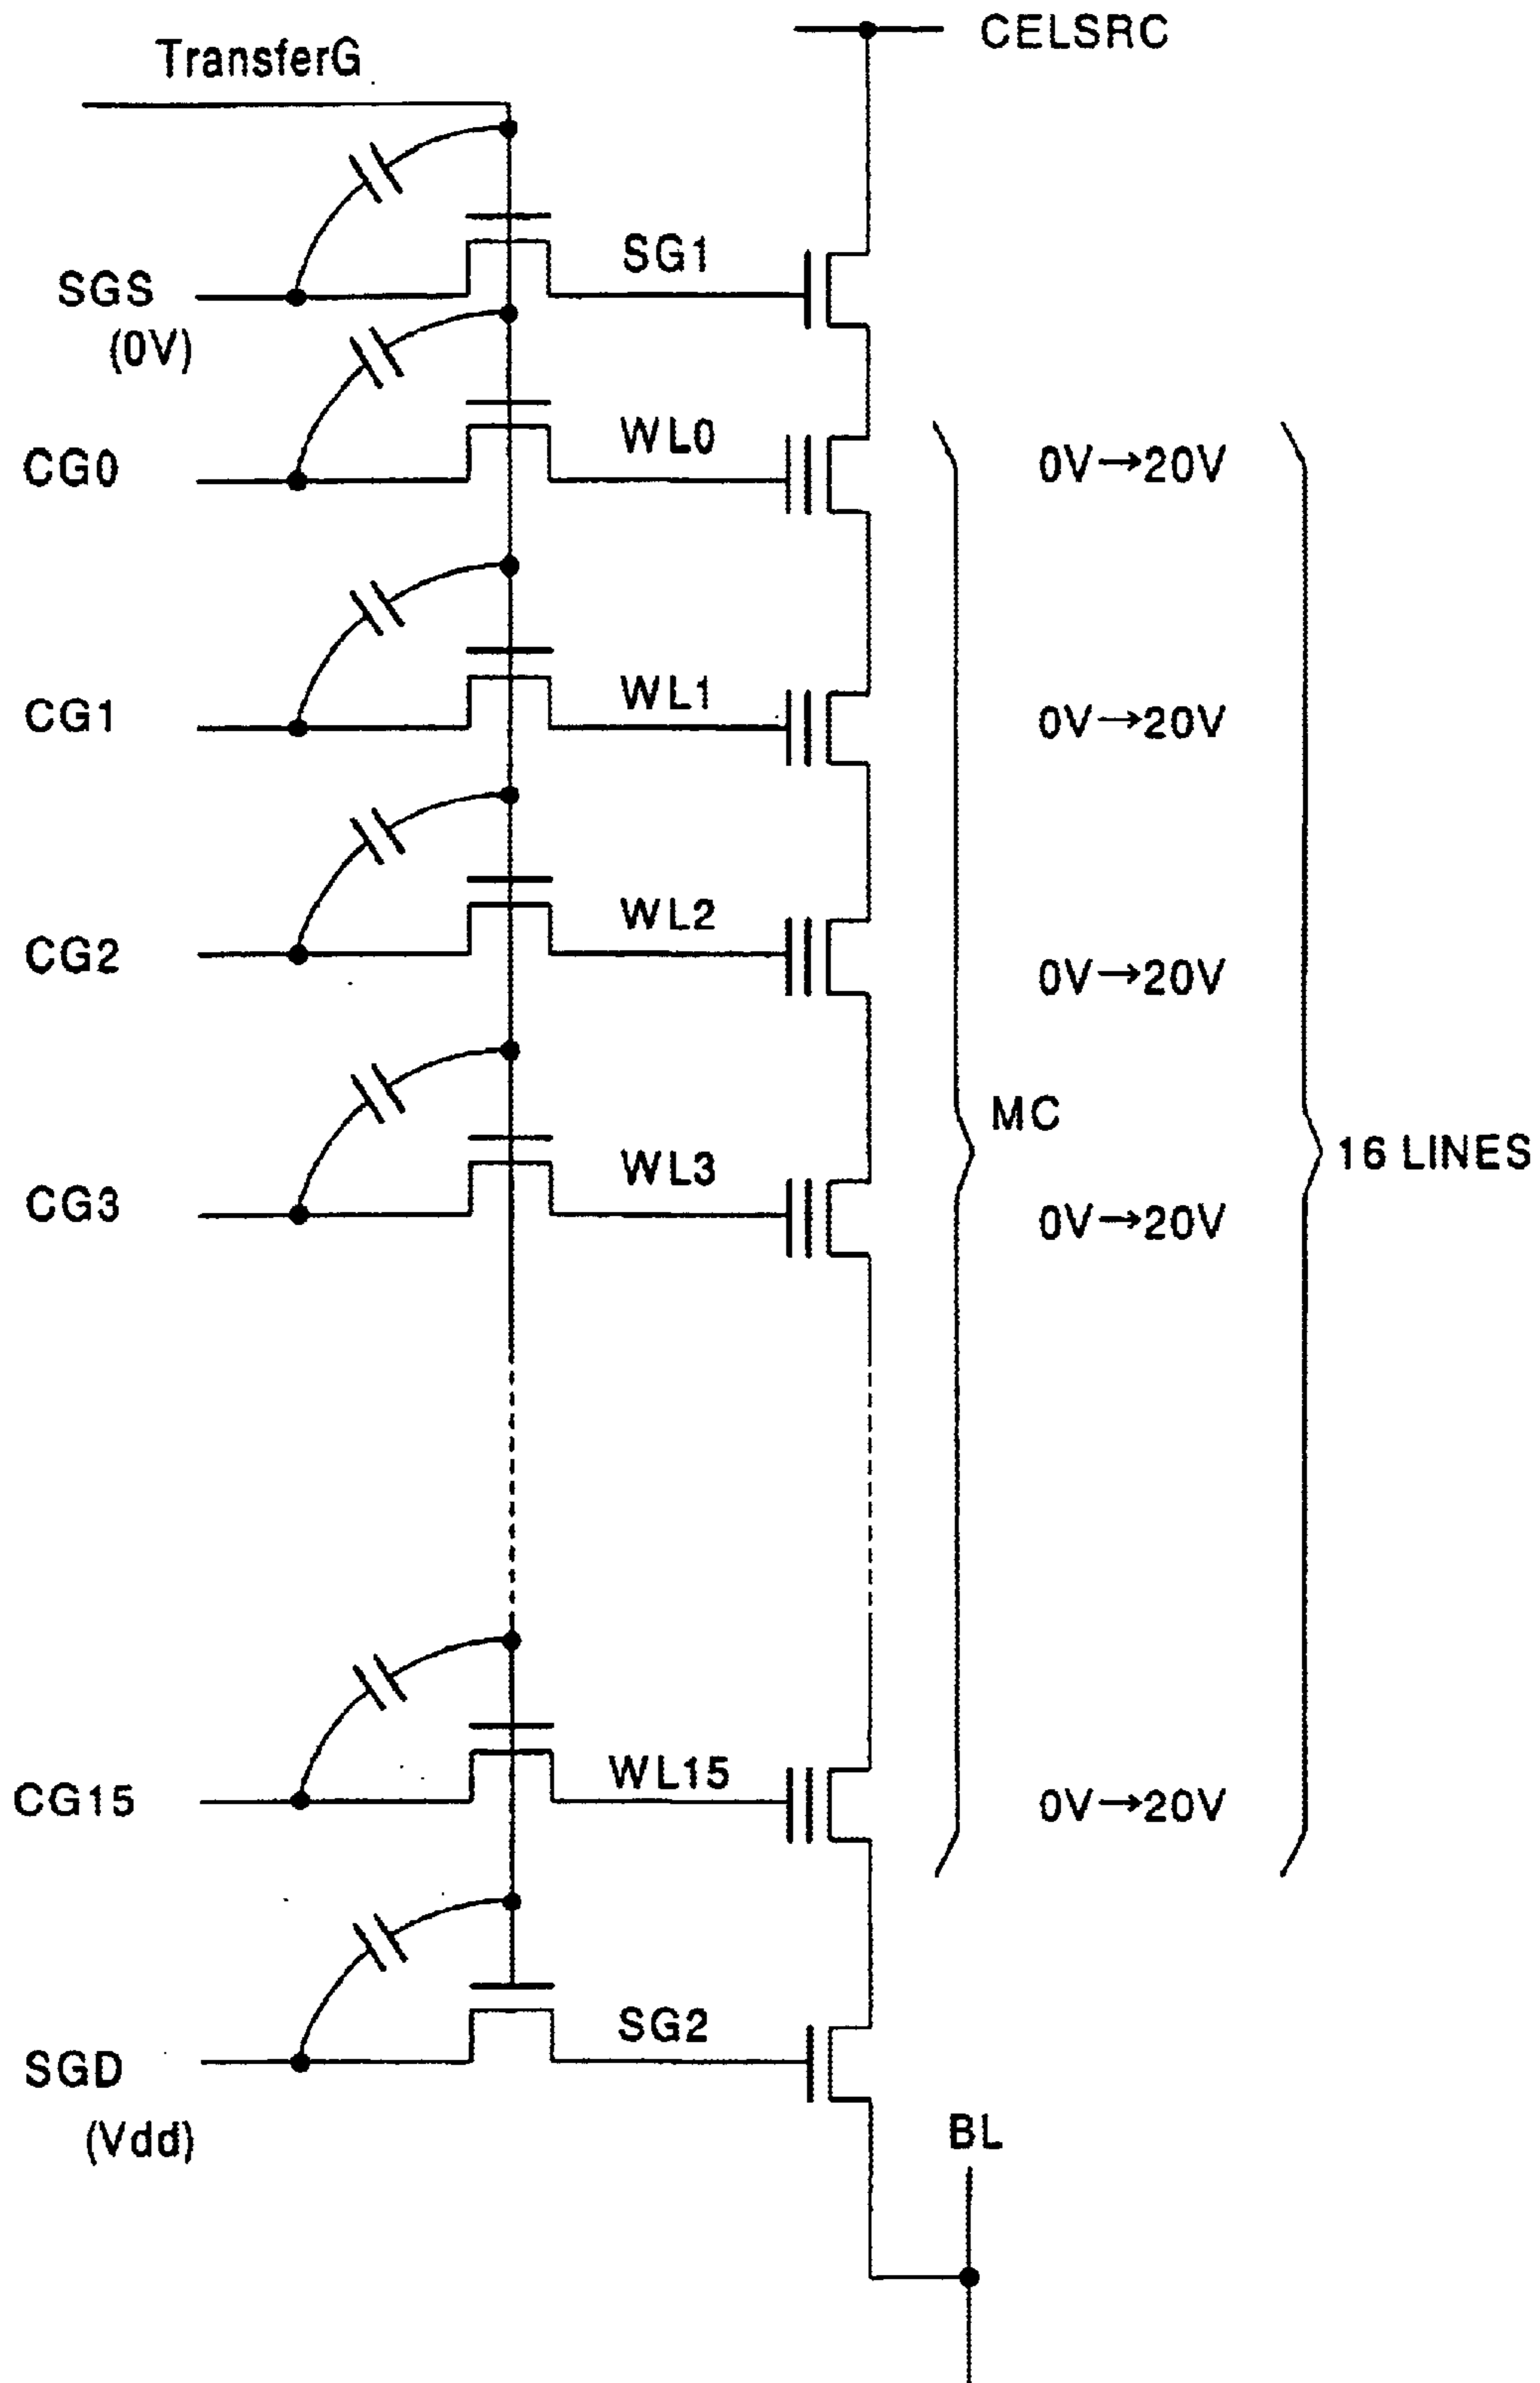 CELSRC
TransferG
SG1
SGS
(0V)
WL0
CG0
0V→20V
WL1
CG1
0V→20V
WL2
CG2
0V→20V
MC
16 LINES
WL3
CG3
0V→20V
WL15
CG15
0V→20V
SG2
SGD
(Vdd)
BL